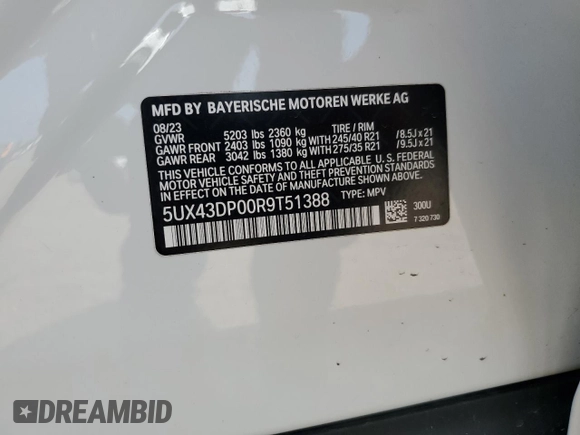 MFD BY BAYERISCHE MOTOREN WERKE AG
08/23
GVWR 5203 lbs 2360 kg TIRE / RIM
GAWR FRONT 2403 lbs 1090 kg WITH 245/40 R21 /8.5J x 21
GAWR REAR 3042 lbs 1380 kg WITH 275/35 R21 /9.5J x 21
THIS VEHICLE CONFORMS TO ALL APPLICABLE U.S. FEDERAL
MOTOR VEHICLE SAFETY AND THEFT PREVENTION STANDARDS
IN EFFECT ON THE DATE OF MANUFACTURE SHOWN ABOVE.
5UX43DP00R9T51388 TYPE: MPV
300U
7 320 730
DREAMBID